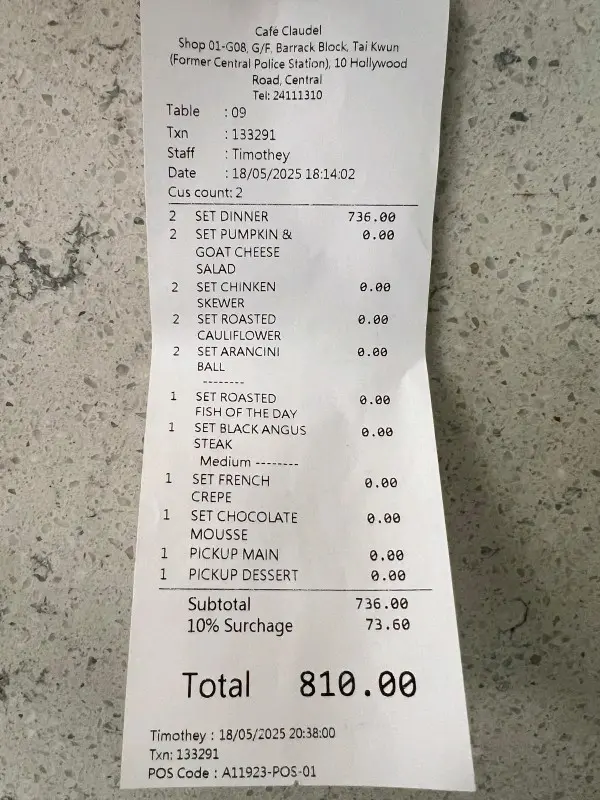 Café Claudel
Shop 01-G08, G/F, Barrack Block, Tai Kwun
(Former Central Police Station), 10 Hollywood
Road, Central
Tel: 24111310
Table : 09
Txn : 133291
Staff : Timothey
Date : 18/05/2025 18:14:02
Cus count: 2
2 SET DINNER 736.00
2 SET PUMPKIN & 0.00
GOAT CHEESE
SALAD
2 SET CHINKEN 0.00
SKEWER
2 SET ROASTED 0.00
CAULIFLOWER
2 SET ARANCINI 0.00
BALL
--------
1 SET ROASTED 0.00
FISH OF THE DAY
1 SET BLACK ANGUS 0.00
STEAK
Medium --------
1 SET FRENCH 0.00
CREPE
1 SET CHOCOLATE 0.00
MOUSSE
1 PICKUP MAIN 0.00
1 PICKUP DESSERT 0.00
Subtotal 736.00
10% Surchage 73.60
Total 810.00
Timothey : 18/05/2025 20:38:00
Txn: 133291
POS Code : A11923-POS-01